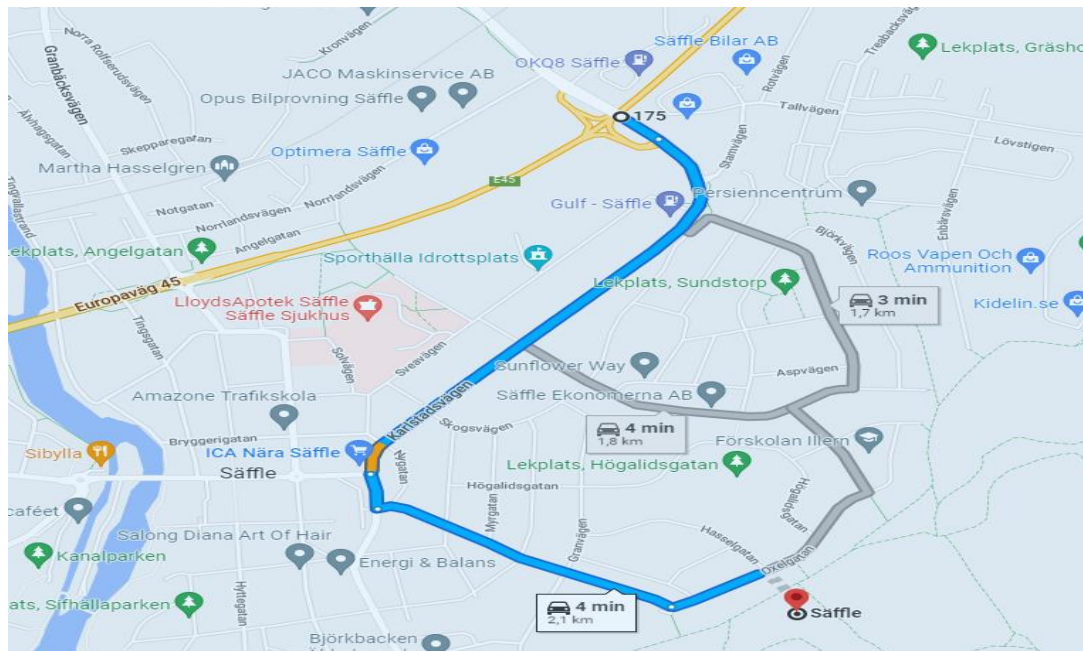 Norra Rolfserudsvägen
Granbäcksvägen
Kronvägen
Säffle Bilar AB
OKQ8 Säffle
Treabacksvägen
Lekplats, Gräsho
JACO Maskinservice AB
Opus Bilprovning Säffle
Rotvägen
Tallvägen
175
Älvhagsgatan
Skepparegatan
Optimera Säffle
Stamvägen
Lövstigen
Martha Hasselgren
E45
Tingvallastrand
Notgatan
Norrlandsvägen
Norrlandsvägen
Gulf - Säffle
Persienncentrum
Enbärsvägen
Lekplats, Angelgatan
Angelgatan
Björkvägen
Sporthälla Idrottsplats
Roos Vapen Och
Ammunition
Europaväg 45
Lekplats, Sundstorp
LloydsApotek Säffle
Säffle Sjukhus
3 min
1,7 km
Kidelin.se
Tingsgatan
Solvägen
Sveavägen
Sunflower Way
Aspvägen
Amazone Trafikskola
Karlstadsvägen
Säffle Ekonomerna AB
Skogsvägen
4 min
1,8 km
Bryggerigatan
Sibylla
ICA Nära Säffle
Förskolan Illern
Säffle
Lekplats, Högalidsgatan
Högalidsgatan
Högalidsgatan
caféet
Myrgatan
Salong Diana Art Of Hair
Granvägen
Hasselgatan
Oxelgatan
Kanalparken
Energi & Balans
Hyttegatan
ats, Sifhällaparken
4 min
2,1 km
Säffle
Björkbacken